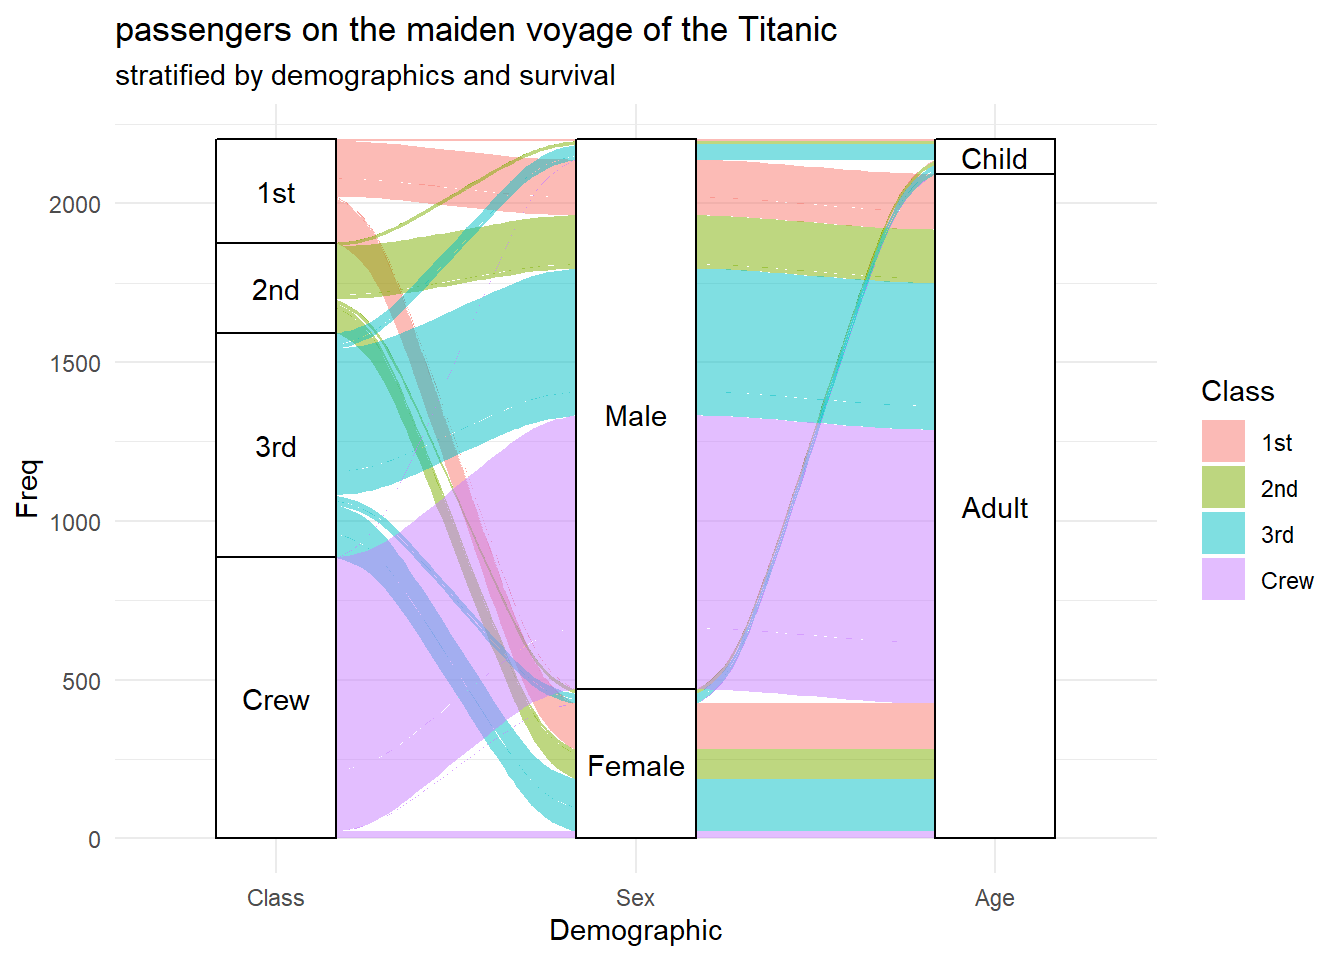 passengers on the maiden voyage of the Titanic
stratified by demographics and survival
Freq
2000
1500
1000
500
0
1st
2nd
3rd
Crew
Male
Female
Child
Adult
Class
Sex
Age
Demographic
Class
1st
2nd
3rd
Crew